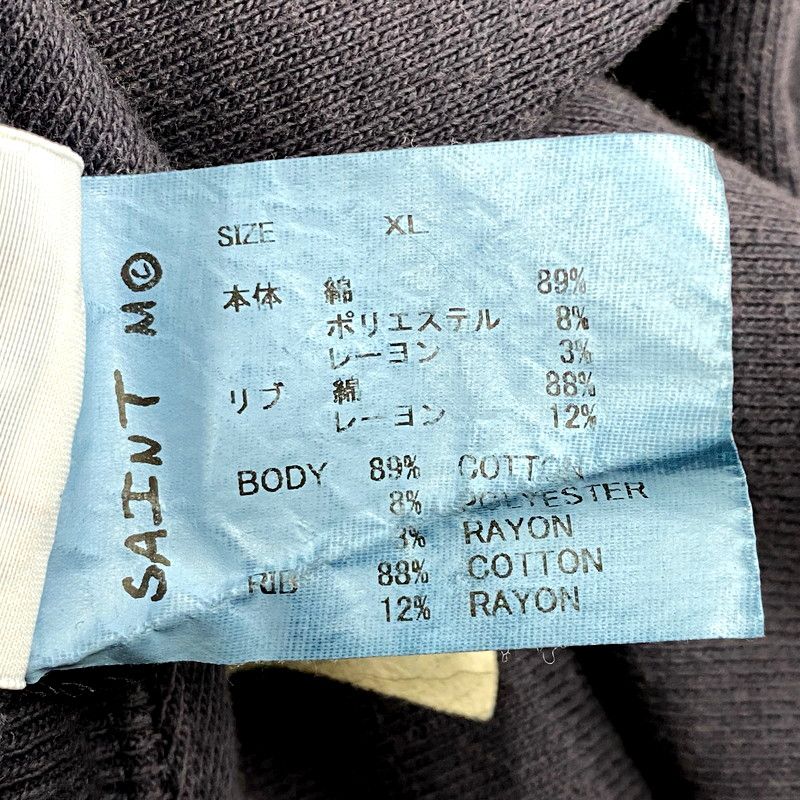 SAINT M©
SIZE XL
本体 綿 89%
ポリエステル 8%
レーヨン 3%
リブ 綿 88%
レーヨン 12%
BODY 89% COTTON
8% POLYESTER
3% RAYON
RIB 88% COTTON
12% RAYON